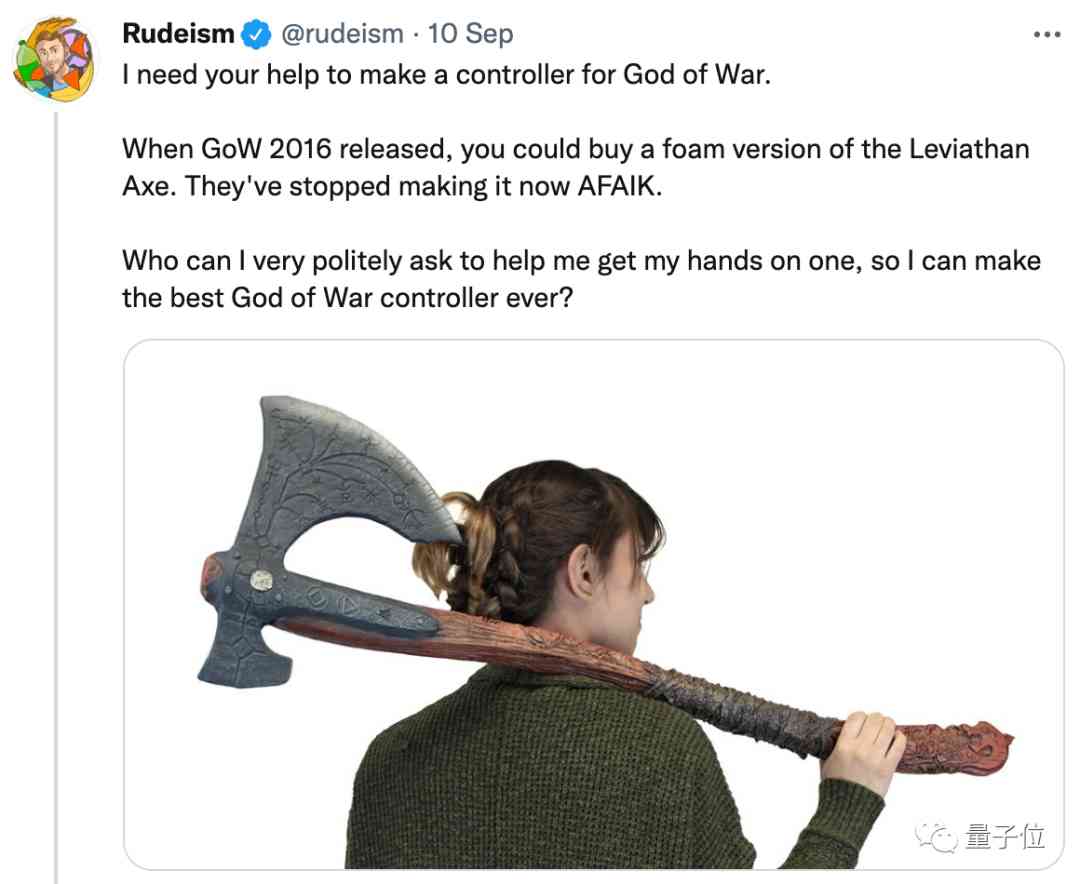 Rudeism @rudeism · 10 Sep
I need your help to make a controller for God of War.
When GoW 2016 released, you could buy a foam version of the Leviathan
Axe. They've stopped making it now AFAIK.
Who can I very politely ask to help me get my hands on one, so I can make
the best God of War controller ever?
量子位